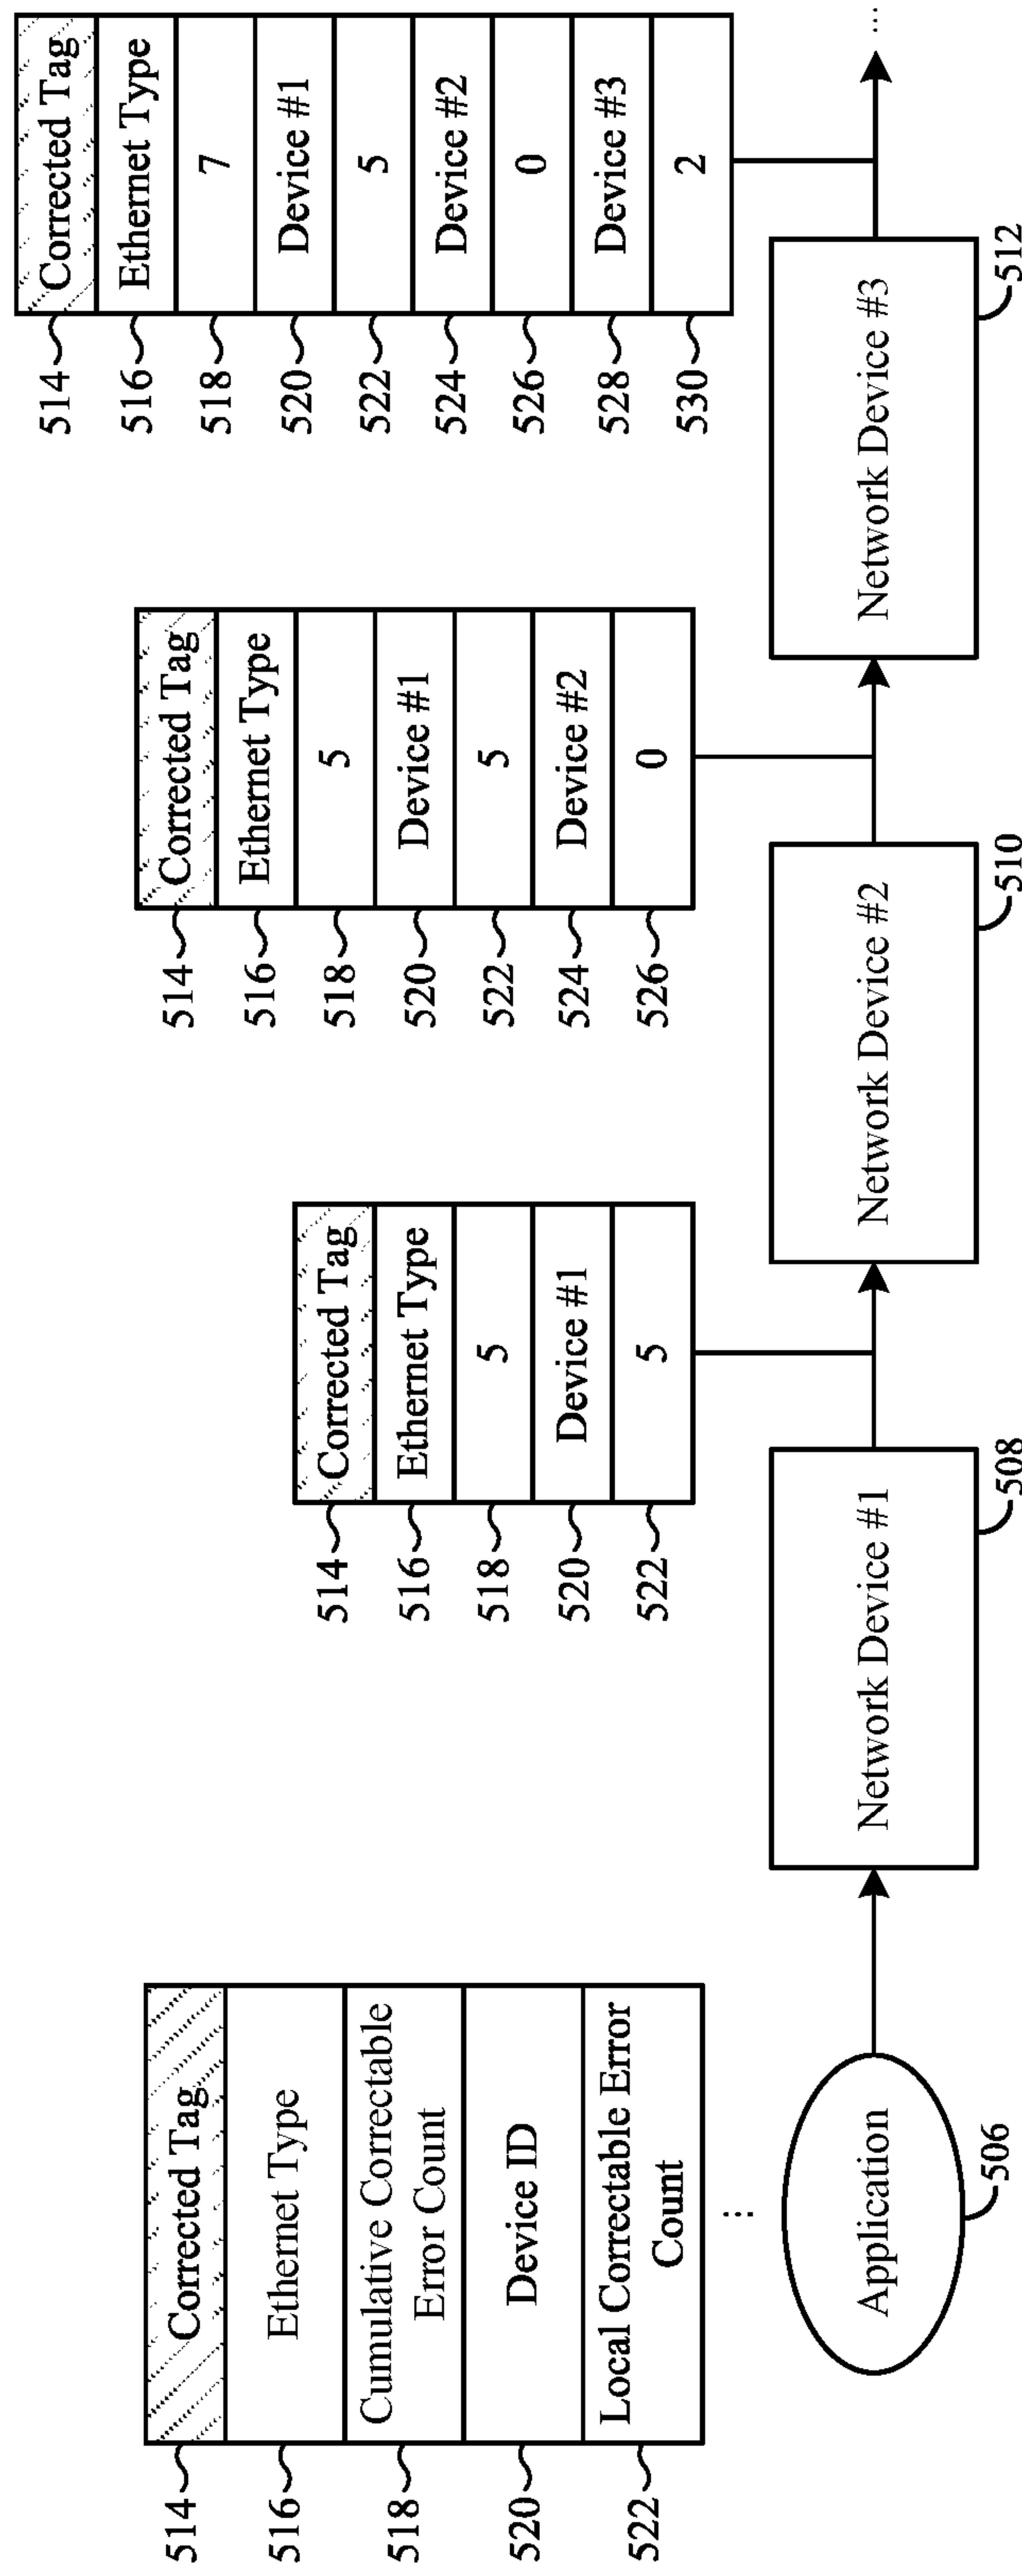 514
Corrected Tag
516
Ethernet Type
518
Cumulative Correctable
Error Count
520
Device ID
522
Local Correctable Error
Count
...
514
Corrected Tag
516
Ethernet Type
518
5
520
Device #1
522
5
514
Corrected Tag
516
Ethernet Type
518
5
520
Device #1
522
5
524
Device #2
526
0
514
Corrected Tag
516
Ethernet Type
518
7
520
Device #1
522
5
524
Device #2
526
0
528
Device #3
530
2
Application
506
Network Device #1
508
Network Device #2
510
Network Device #3
512
...